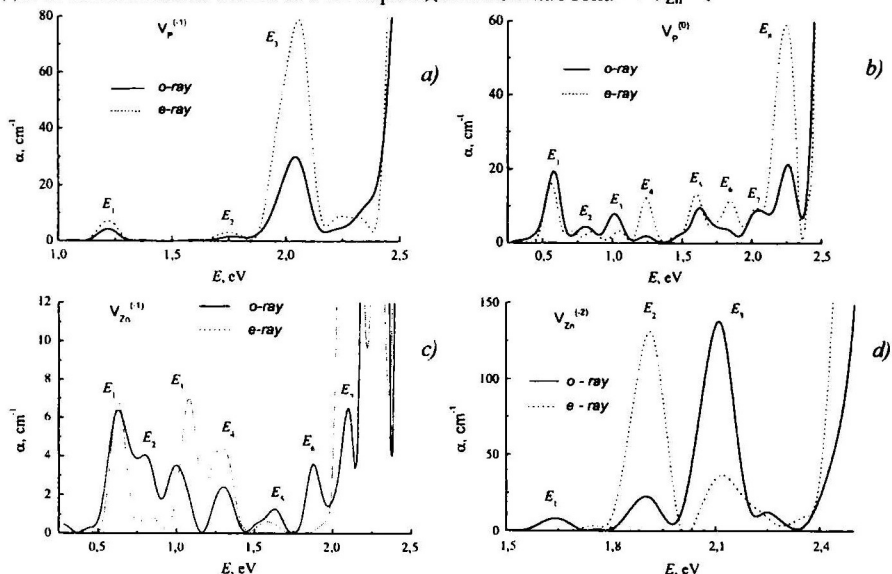 V_P^(-1)
E_3
o-ray
e-ray
a)
80
60
40
20
0
α, cm⁻¹
E_1
E_2
1,0 1,5 2,0 2,5
E, eV
V_P^(0)
E_8
o-ray
e-ray
b)
60
40
20
0
α, cm⁻¹
E_1
E_2
E_3
E_4
E_5
E_6
E_7
0,5 1,0 1,5 2,0 2,5
E, eV
V_Zn^(-1)
o-ray
e-ray
c)
12
10
8
6
4
2
0
α, cm⁻¹
E_1
E_2
E_3
E_4
E_5
E_6
E_7
0,5 1,0 1,5 2,0 2,5
E, eV
V_Zn^(-2)
E_2
E_3
o - ray
e - ray
d)
150
100
50
0
α, cm⁻¹
E_1
1,5 1,8 2,1 2,4
E, eV